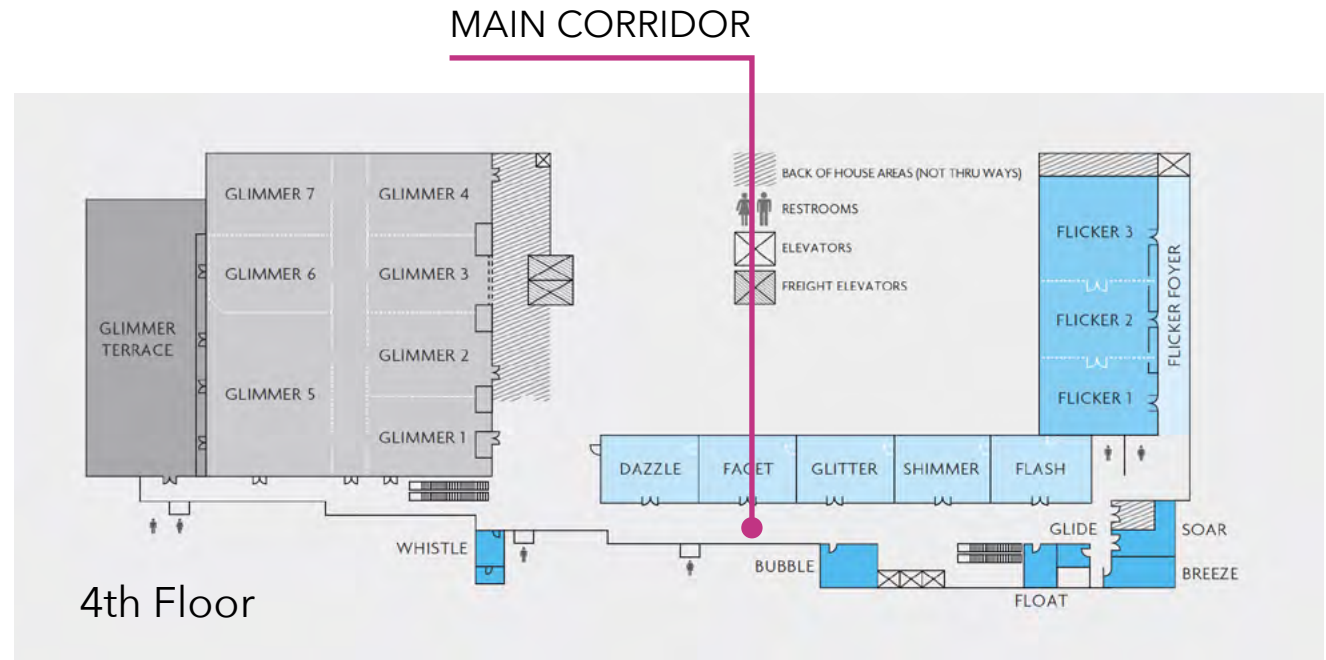 MAIN CORRIDOR
GLIMMER 7
GLIMMER 4
BACK OF HOUSE AREAS (NOT THRU WAYS)
RESTROOMS
ELEVATORS
FREIGHT ELEVATORS
GLIMMER 6
GLIMMER 3
GLIMMER
TERRACE
GLIMMER 2
GLIMMER 5
GLIMMER 1
FLICKER 3
FLICKER 2
FLICKER 1
FLICKER FOYER
DAZZLE
FACET
GLITTER
SHIMMER
FLASH
WHISTLE
BUBBLE
GLIDE
SOAR
BREEZE
FLOAT
4th Floor